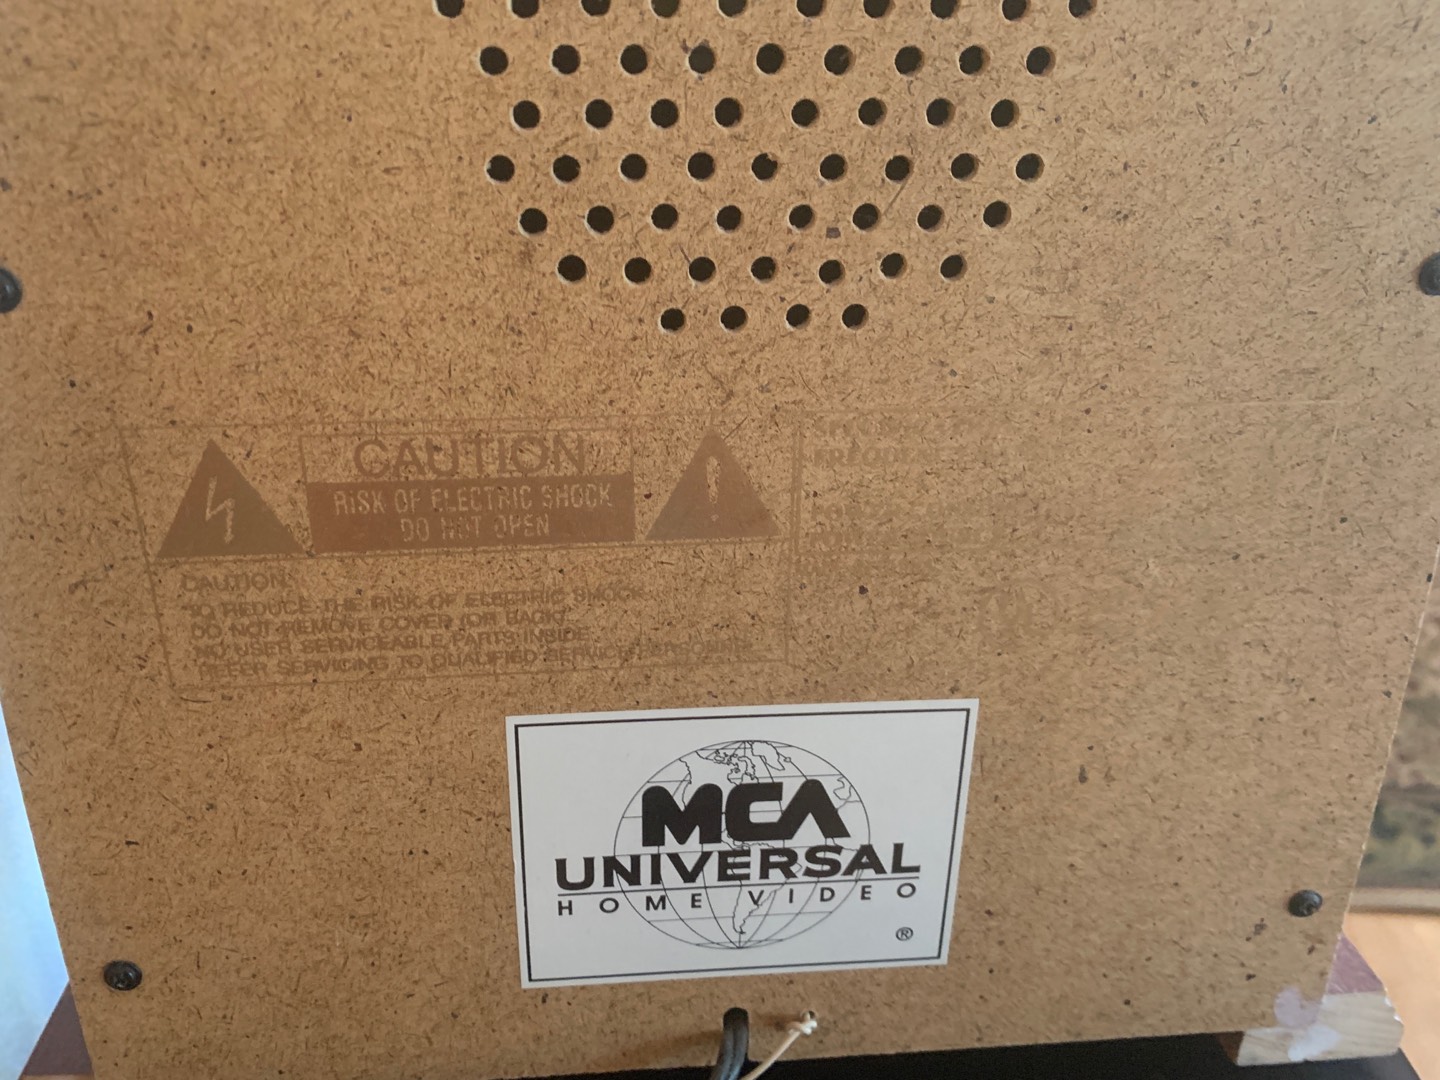 CAUTION
RISK OF ELECTRIC SHOCK
DO NOT OPEN
CAUTION:
TO REDUCE THE RISK OF ELECTRIC SHOCK
DO NOT REMOVE COVER (OR BACK)
NO USER SERVICEABLE PARTS INSIDE
REFER SERVICING TO QUALIFIED SERVICE PERSONNEL
MCA
UNIVERSAL
HOME VIDEO
®